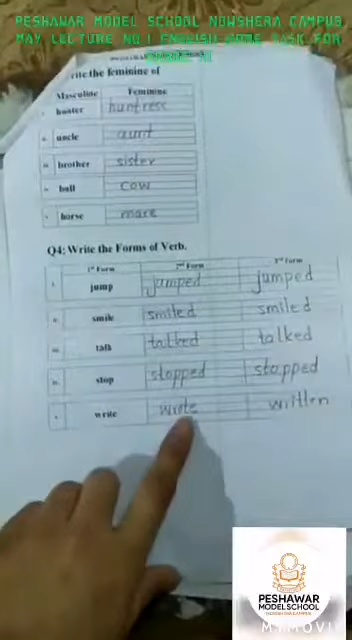 PESHAWAR MODEL SCHOOL NOWSHERA CAMPUS
MAY LECTURE NO 1 ENGLISH HOME TASK FOR
rite the feminine of
Masculine Feminine
hunter huntress
uncle aunt
brother sister
bull cow
horse mare
Q4: Write the Forms of Verb.
1st Form 2nd Form 3rd Form
jump jumped jumped
smile smiled smiled
talk talked talked
stop stopped stopped
write wrote written
PESHAWAR
MODEL SCHOOL